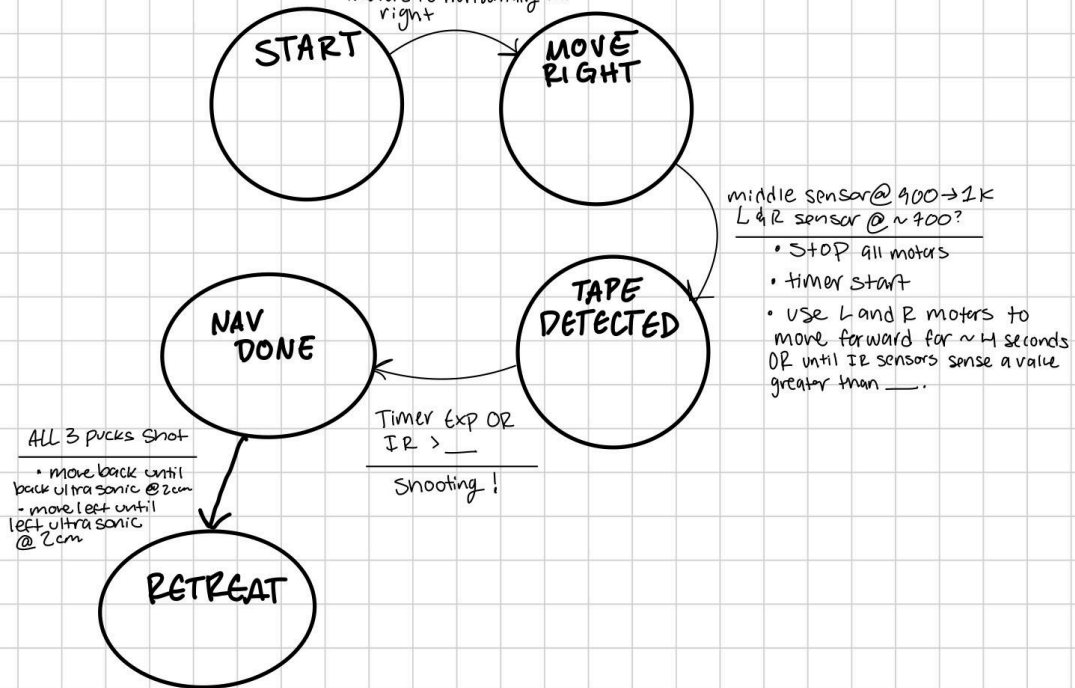 right
START
MOVE
RIGHT
middle sensor@ 900→1K
L & R sensor @ ~700?
• STOP all motors
• timer start
• use L and R motors to
move forward for ~4 seconds
OR until IR sensors sense a value
greater than ___.
TAPE
DETECTED
NAV
DONE
Timer Exp OR
IR > ___
Shooting!
ALL 3 pucks shot
• move back until
back ultrasonic @2cm
- move left until
left ultrasonic
@ 2cm
RETREAT